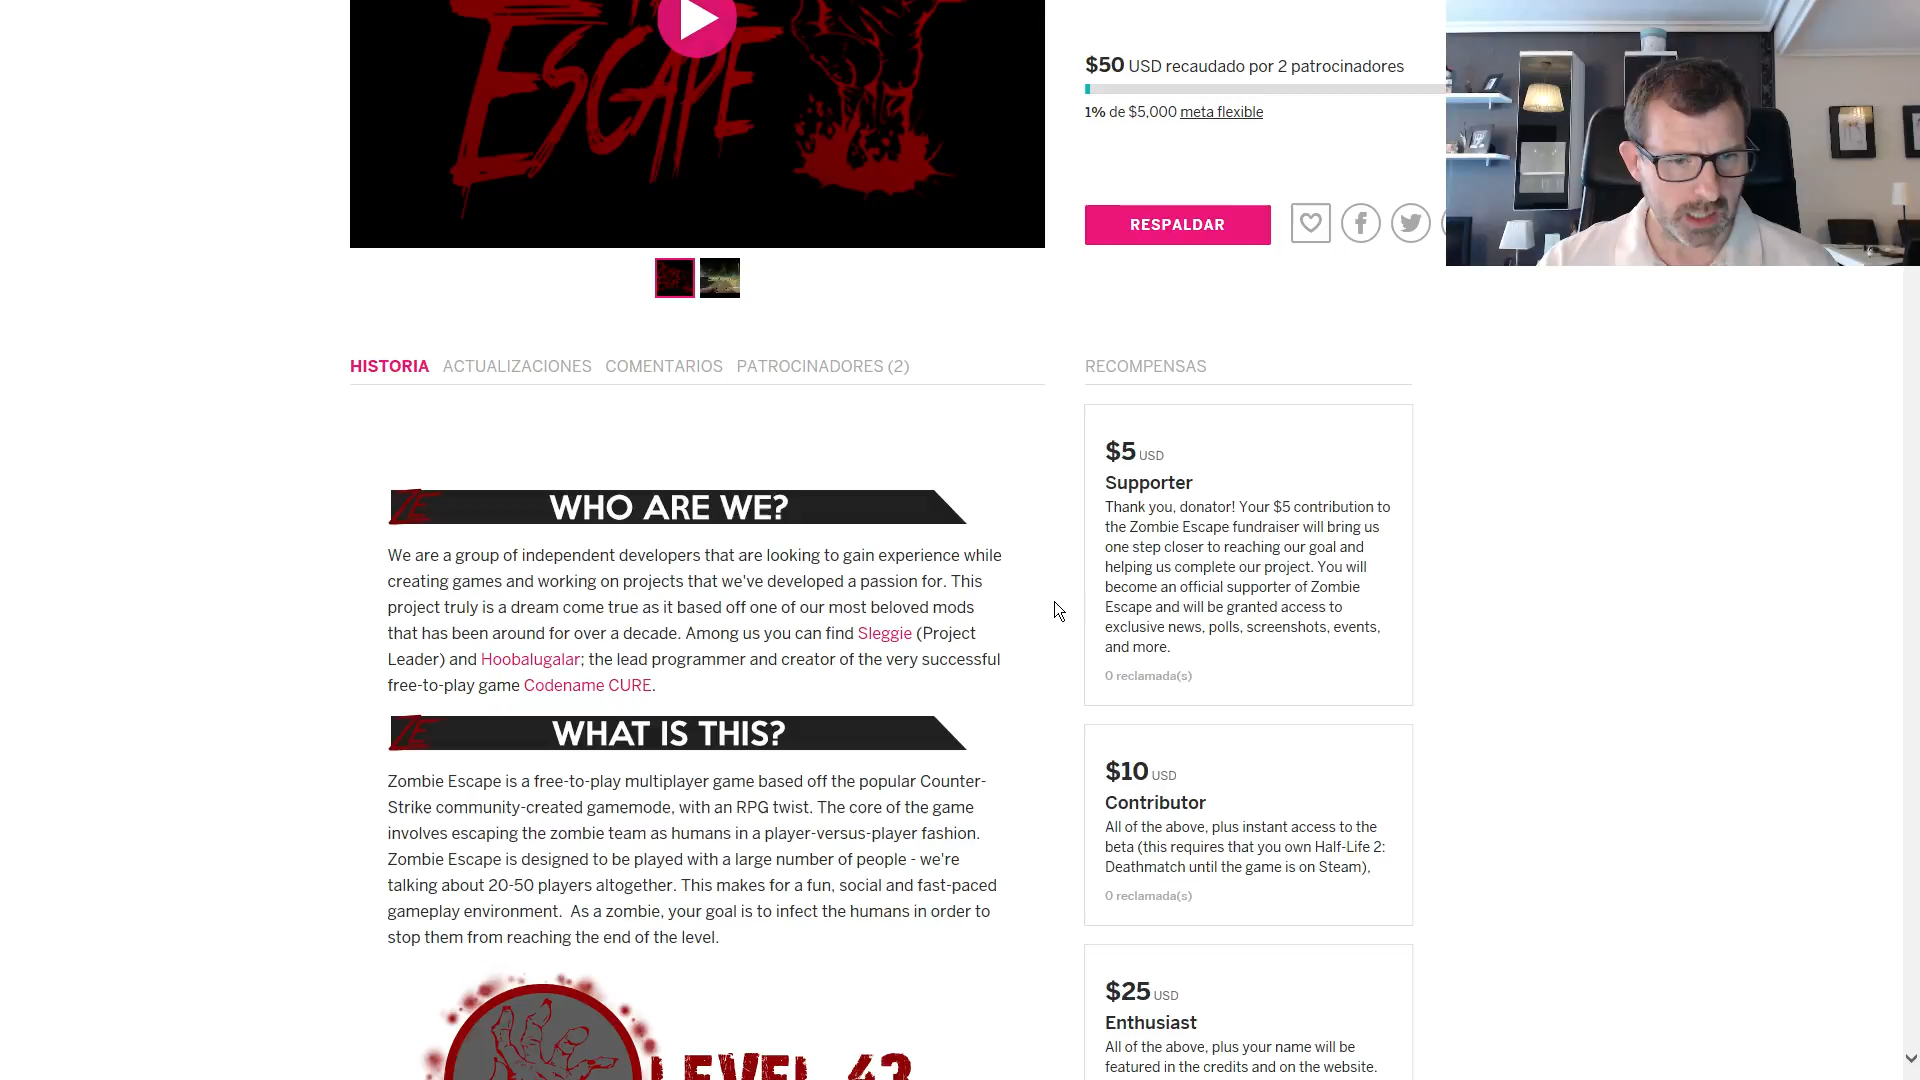 ESCAPE
$50 USD recaudado por 2 patrocinadores
1% de $5,000 meta flexible
RESPALDAR
HISTORIA ACTUALIZACIONES COMENTARIOS PATROCINADORES (2)
RECOMPENSAS
ZE WHO ARE WE?
We are a group of independent developers that are looking to gain experience while
creating games and working on projects that we've developed a passion for. This
project truly is a dream come true as it based off one of our most beloved mods
that has been around for over a decade. Among us you can find Sleggie (Project
Leader) and Hoobalugalar; the lead programmer and creator of the very successful
free-to-play game Codename CURE.
ZE WHAT IS THIS?
Zombie Escape is a free-to-play multiplayer game based off the popular Counter-
Strike community-created gamemode, with an RPG twist. The core of the game
involves escaping the zombie team as humans in a player-versus-player fashion.
Zombie Escape is designed to be played with a large number of people - we're
talking about 20-50 players altogether. This makes for a fun, social and fast-paced
gameplay environment. As a zombie, your goal is to infect the humans in order to
stop them from reaching the end of the level.
LEVEL 43
$5 USD
Supporter
Thank you, donator! Your $5 contribution to
the Zombie Escape fundraiser will bring us
one step closer to reaching our goal and
helping us complete our project. You will
become an official supporter of Zombie
Escape and will be granted access to
exclusive news, polls, screenshots, events,
and more.
0 reclamada(s)
$10 USD
Contributor
All of the above, plus instant access to the
beta (this requires that you own Half-Life 2:
Deathmatch until the game is on Steam),
0 reclamada(s)
$25 USD
Enthusiast
All of the above, plus your name will be
featured in the credits and on the website.